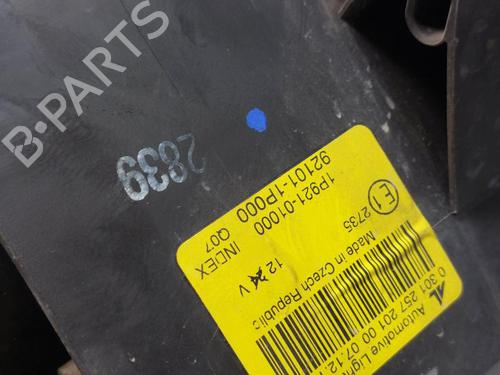 B-PARTS
2839
92101-1P000
1P921-01000
INDEX
Q07
E1
2735
12 V
Made in Czech Republic
Automotive Ligh
0 301 257 201 00 07.12.